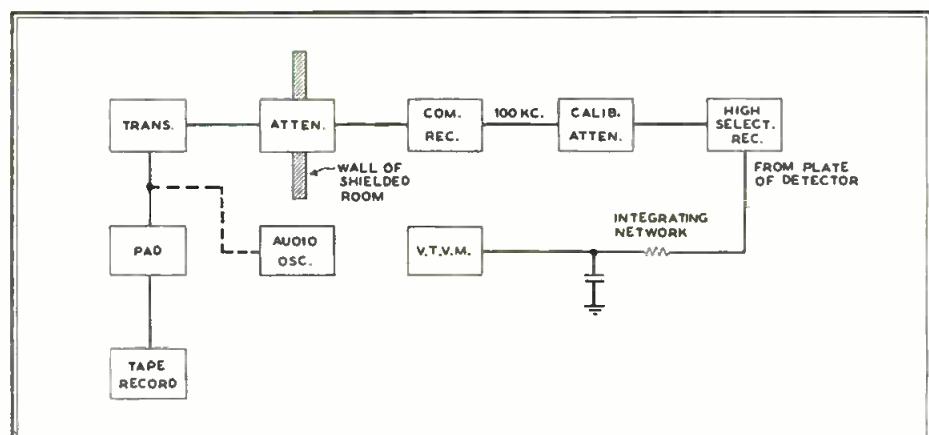 TRANS.
ATTEN.
COM.
REC.
100 KC.
CALIB.
ATTEN.
HIGH
SELECT.
REC.
WALL OF
SHIELDED
ROOM
FROM PLATE
OF DETECTOR
PAD
AUDIO
OSC.
V.T.V.M.
INTEGRATING
NETWORK
TAPE
RECORD